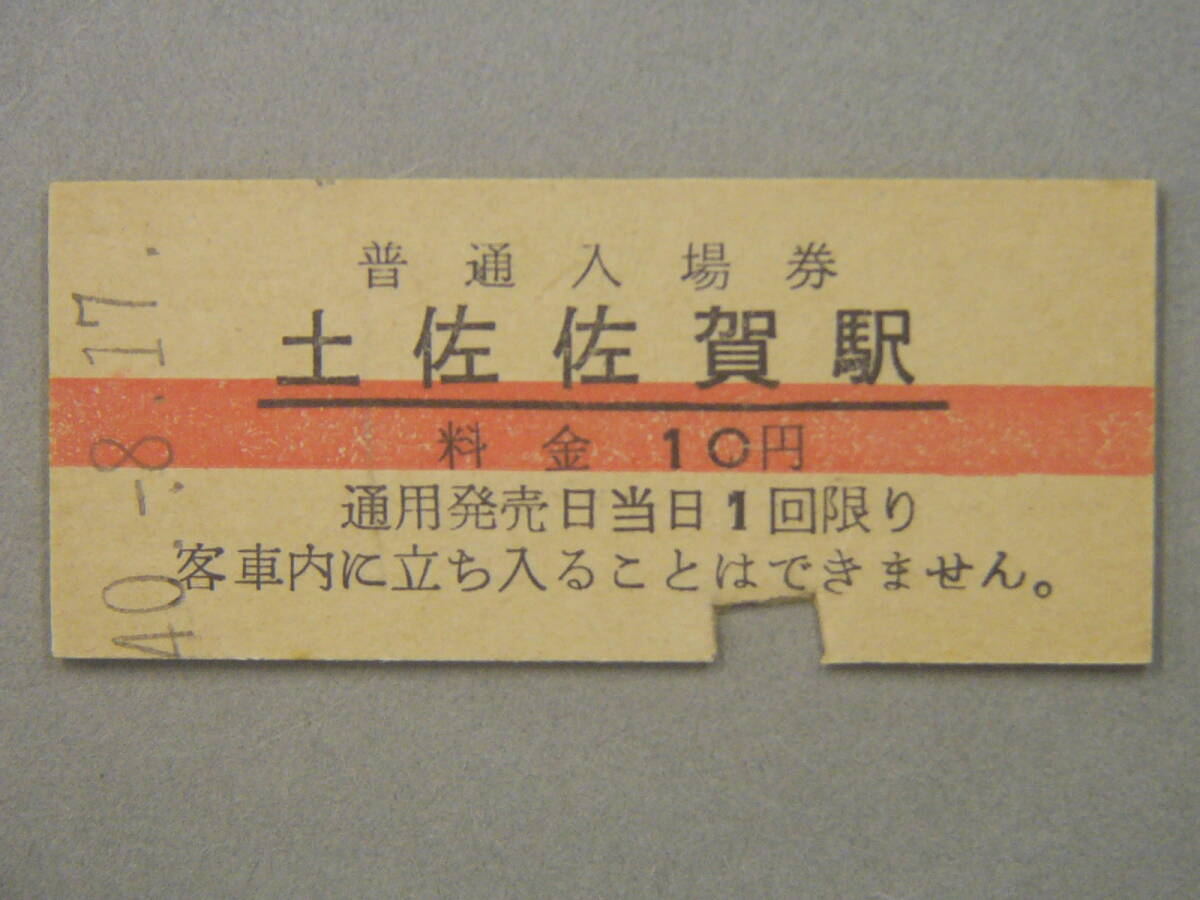 普通入場券
土佐佐賀駅
料金 10円
通用発売日当日1回限り
客車内に立ち入ることはできません。
40.-8.17.